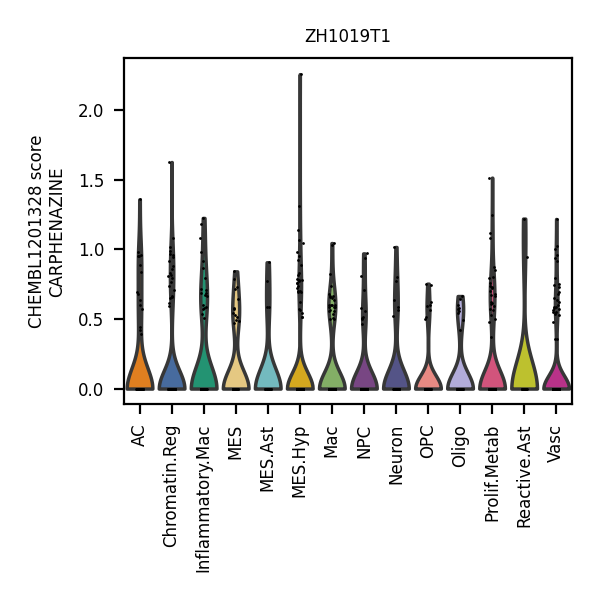 ZH1019T1
CHEMBL1201328 score
CARPHENAZINE
2.0
1.5
1.0
0.5
0.0
AC
Chromatin.Reg
Inflammatory.Mac
MES
MES.Ast
MES.Hyp
Mac
NPC
Neuron
OPC
Oligo
Prolif.Metab
Reactive.Ast
Vasc